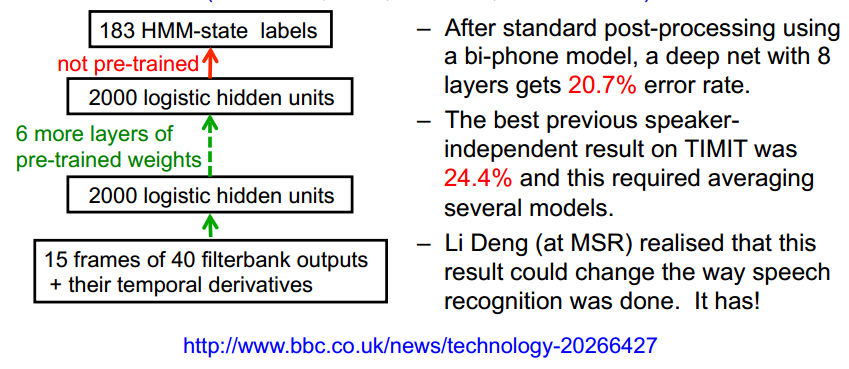 183 HMM-state labels
not pre-trained
2000 logistic hidden units
6 more layers of
pre-trained weights
2000 logistic hidden units
15 frames of 40 filterbank outputs
+ their temporal derivatives
– After standard post-processing using
a bi-phone model, a deep net with 8
layers gets 20.7% error rate.
– The best previous speaker-
independent result on TIMIT was
24.4% and this required averaging
several models.
– Li Deng (at MSR) realised that this
result could change the way speech
recognition was done.  It has!
http://www.bbc.co.uk/news/technology-20266427